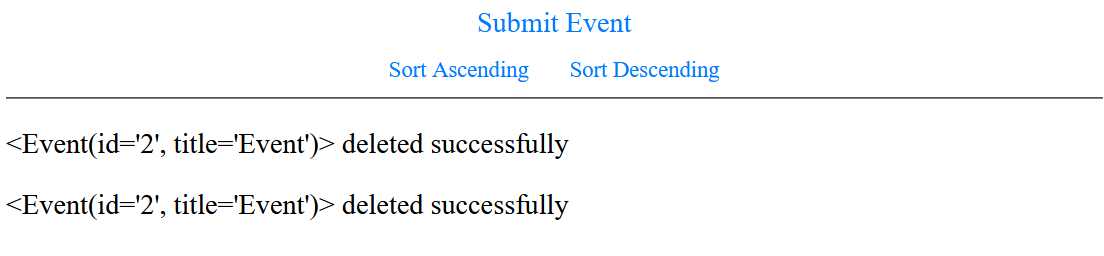 Submit Event
Sort Ascending Sort Descending
<Event(id='2', title='Event')> deleted successfully
<Event(id='2', title='Event')> deleted successfully